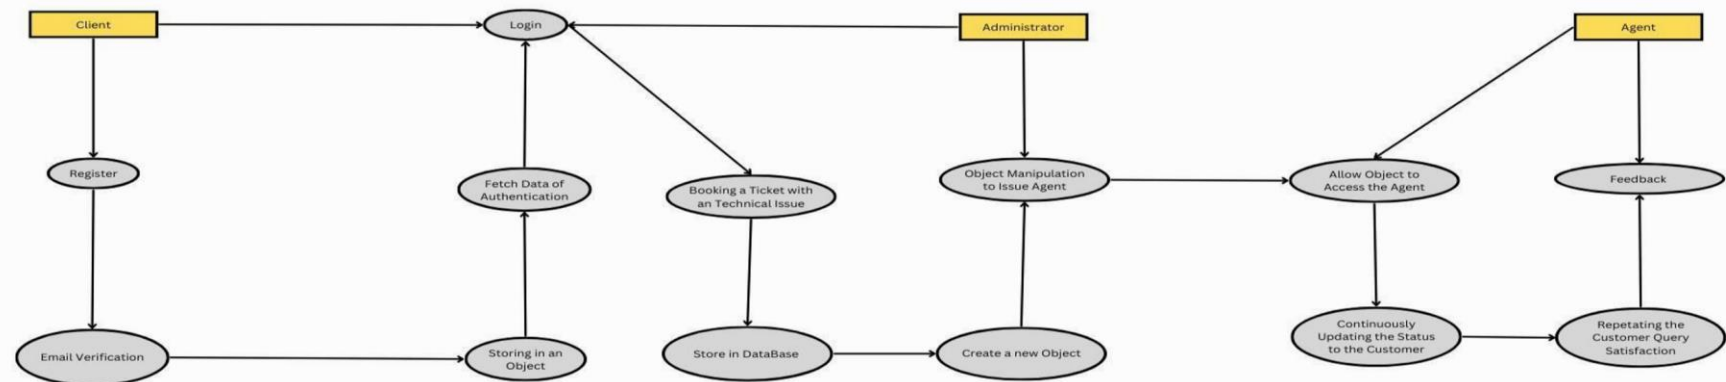 Client
Login
Administrator
Agent
Register
Fetch Data of
Authentication
Booking a Ticket with
an Technical Issue
Object Manipulation
to Issue Agent
Allow Object to
Access the Agent
Feedback
Email Verification
Storing in an
Object
Store in DataBase
Create a new Object
Continuously
Updating the Status
to the Customer
Repetating the
Customer Query
Satisfaction